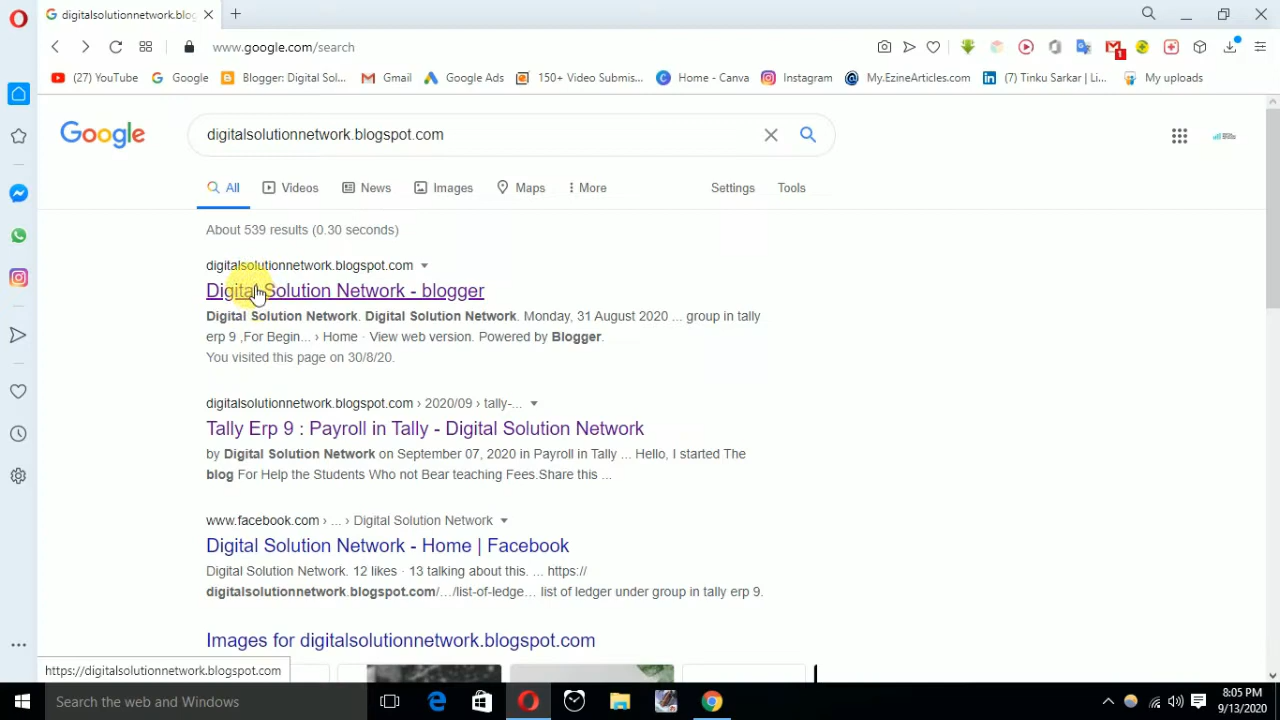 digitalsolutionnetwork.blog
www.google.com/search
1
(27) YouTube
Google
Blogger: Digital Sol...
Gmail
Google Ads
150+ Video Submis...
Home - Canva
Instagram
My.EzineArticles.com
(7) Tinku Sarkar | Li...
My uploads
Google
digitalsolutionnetwork.blogspot.com
All
Videos
News
Images
Maps
More
Settings
Tools
About 539 results (0.30 seconds)
digitalsolutionnetwork.blogspot.com
Digital Solution Network - blogger
Digital Solution Network. Digital Solution Network. Monday, 31 August 2020 ... group in tally
erp 9 ,For Begin... › Home · View web version. Powered by Blogger.
You visited this page on 30/8/20.
digitalsolutionnetwork.blogspot.com › 2020/09 › tally-...
Tally Erp 9 : Payroll in Tally - Digital Solution Network
by Digital Solution Network on September 07, 2020 in Payroll in Tally ... Hello, I started The
blog For Help the Students Who not Bear teaching Fees.Share this ...
www.facebook.com › ... › Digital Solution Network
Digital Solution Network - Home | Facebook
Digital Solution Network. 12 likes · 13 talking about this. ... https://
digitalsolutionnetwork.blogspot.com/.../list-of-ledge... list of ledger under group in tally erp 9.
Images for digitalsolutionnetwork.blogspot.com
https://digitalsolutionnetwork.blogspot.com
Search the web and Windows
8:05 PM
9/13/2020